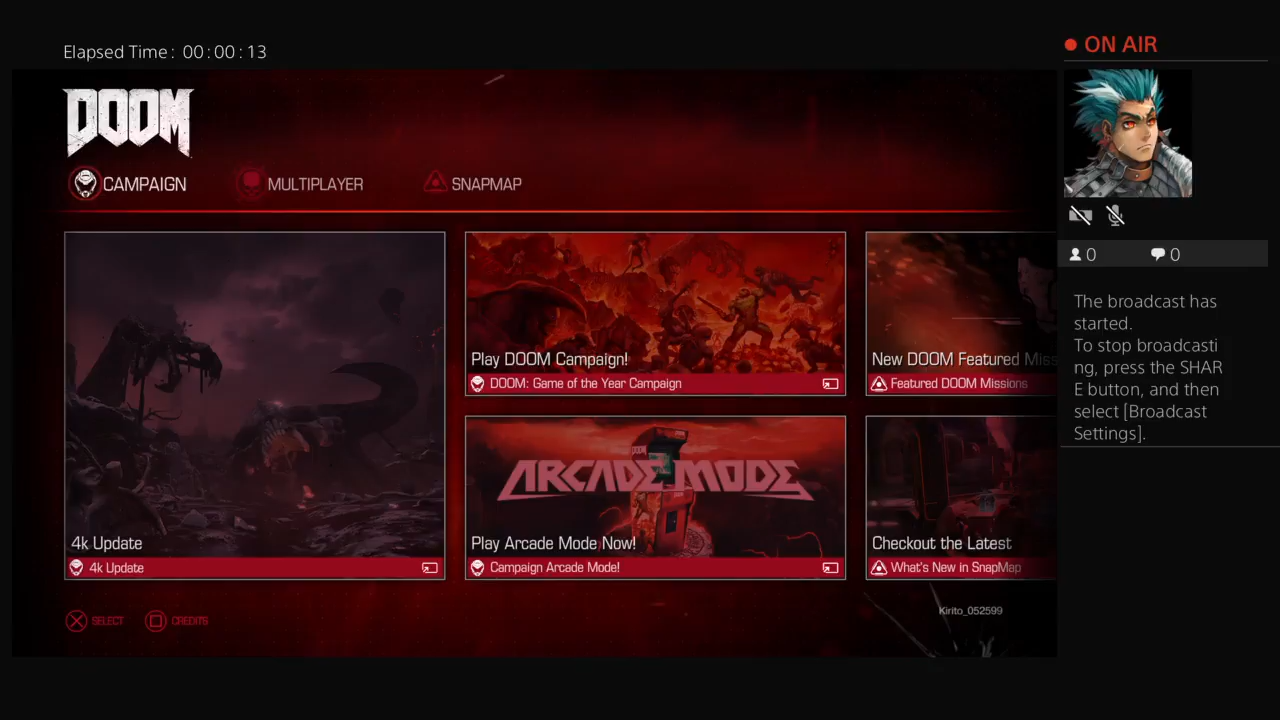 Elapsed Time: 00:00:13
ON AIR
DOOM
CAMPAIGN
MULTIPLAYER
SNAPMAP
0
0
The broadcast has
started.
To stop broadcasti
ng, press the SHAR
E button, and then
select [Broadcast
Settings].
4k Update
4k Update
Play DOOM Campaign!
DOOM: Game of the Year Campaign
ARCADE MODE
Play Arcade Mode Now!
Campaign Arcade Mode!
New DOOM Featured Miss
Featured DOOM Missions
Checkout the Latest
What's New in SnapMap
SELECT
CREDITS
Kirito_052599